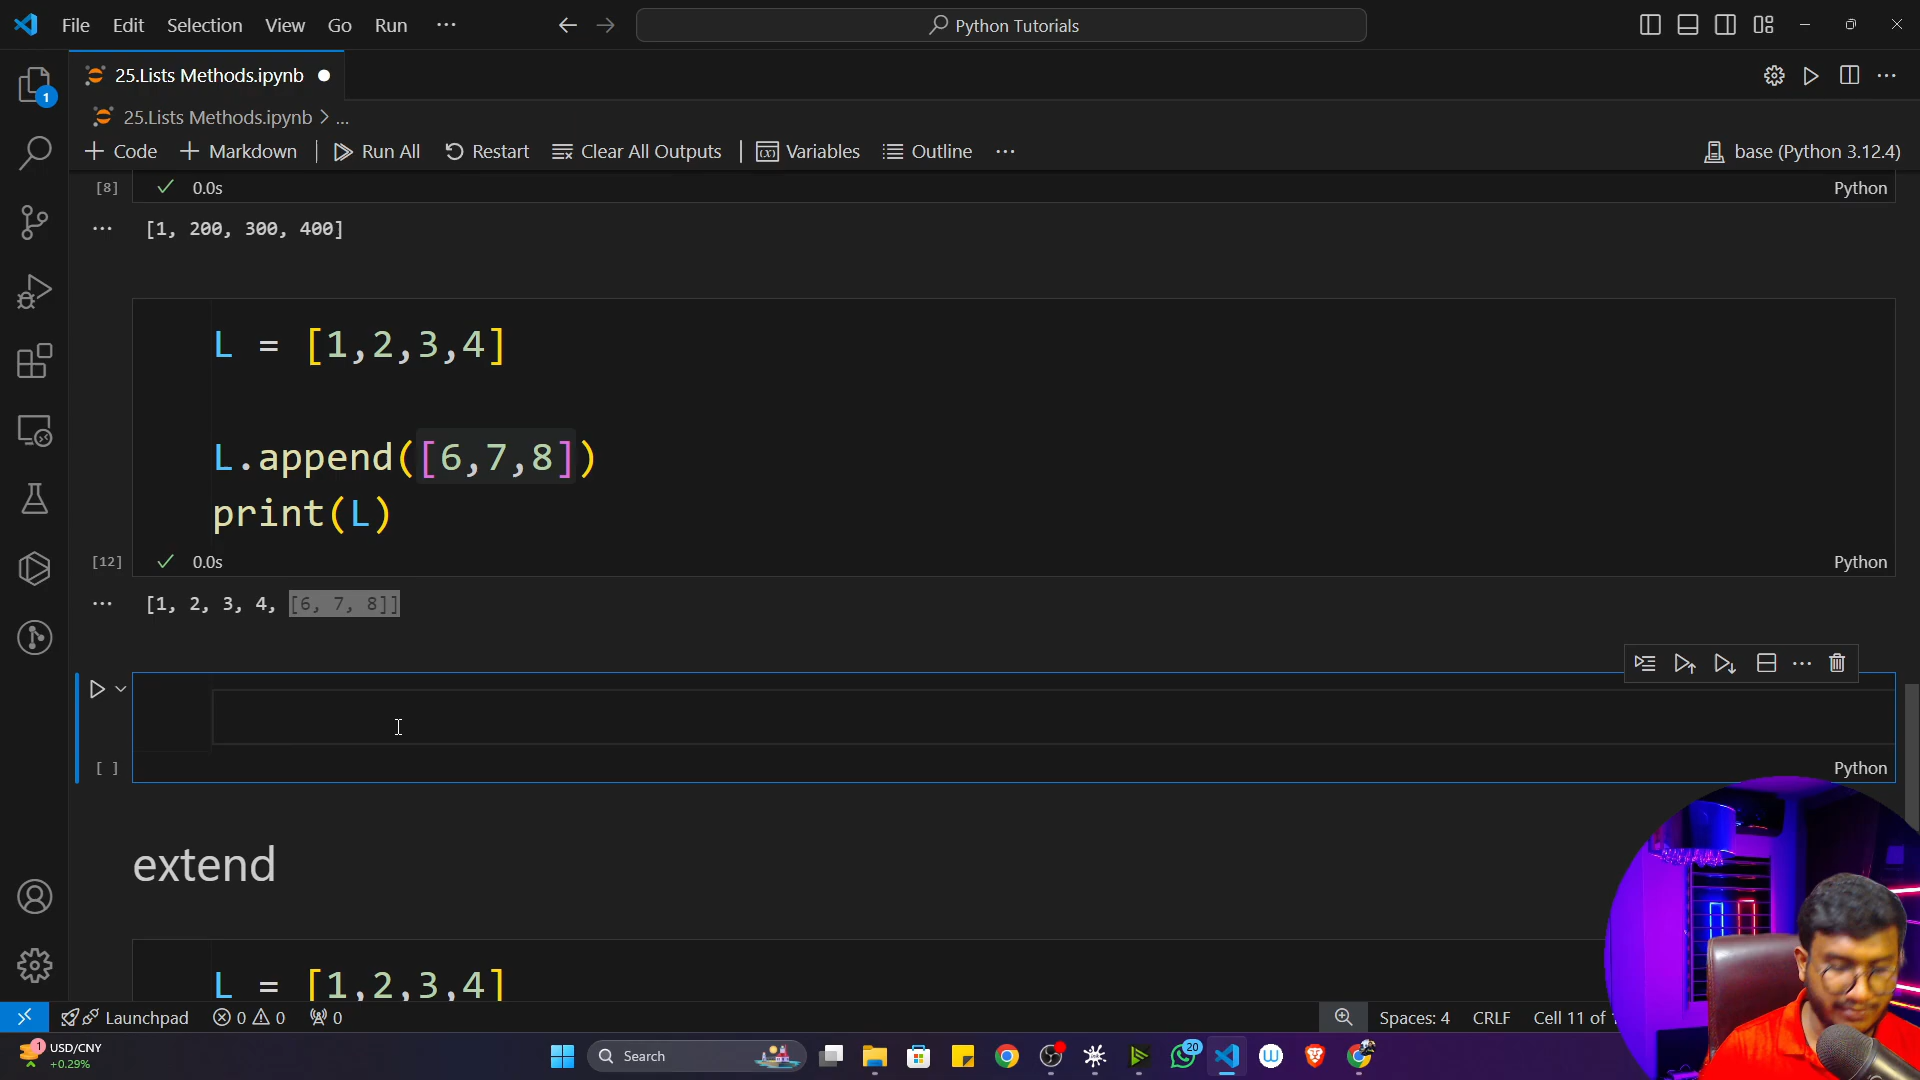 File Edit Selection View Go Run ···
Python Tutorials
25.Lists Methods.ipynb
1
25.Lists Methods.ipynb > ...
+ Code + Markdown Run All Restart Clear All Outputs Variables Outline ···
base (Python 3.12.4)
[8] 0.0s
Python
[1, 200, 300, 400]
L = [1,2,3,4]
L.append([6,7,8])
print(L)
[12] 0.0s
Python
[1, 2, 3, 4, [6, 7, 8]]
[ ]
Python
extend
L = [1,2,3,4]
Launchpad 0 0 0
Spaces: 4 CRLF Cell 11 of
1 USD/CNY
+0.29%
Search
20